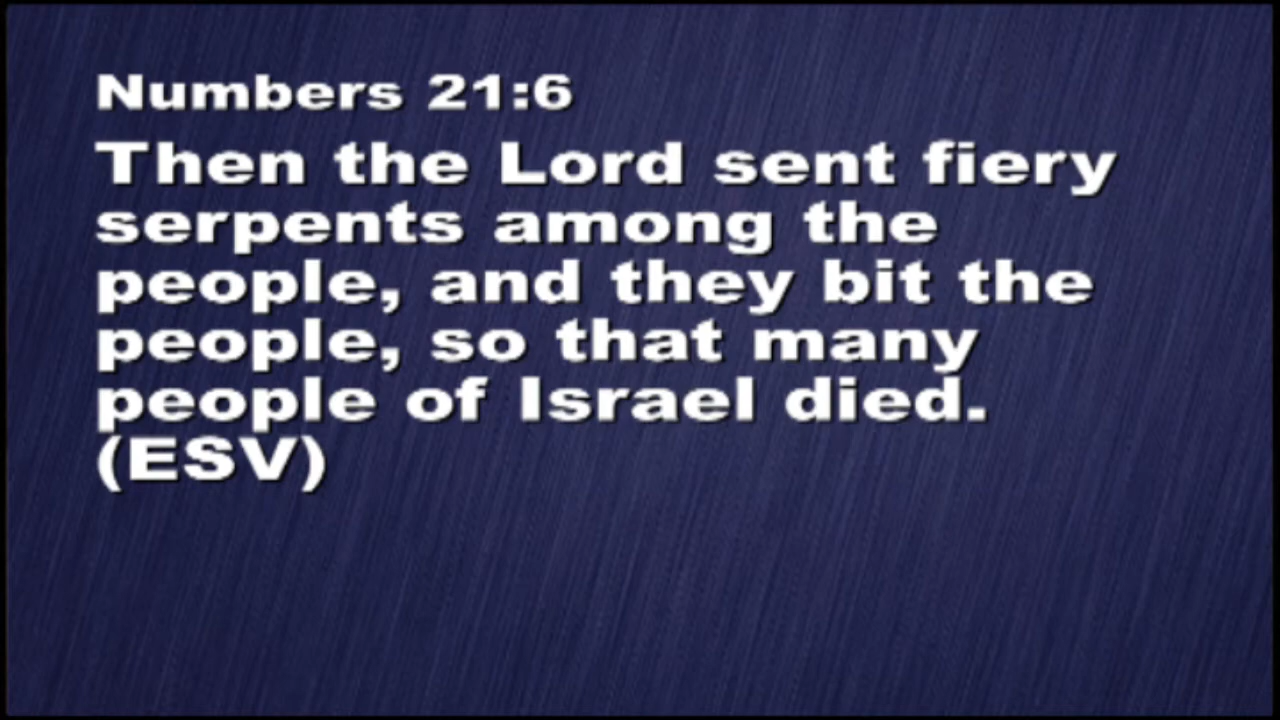 Numbers 21:6
Then the Lord sent fiery
serpents among the
people, and they bit the
people, so that many
people of Israel died.
(ESV)